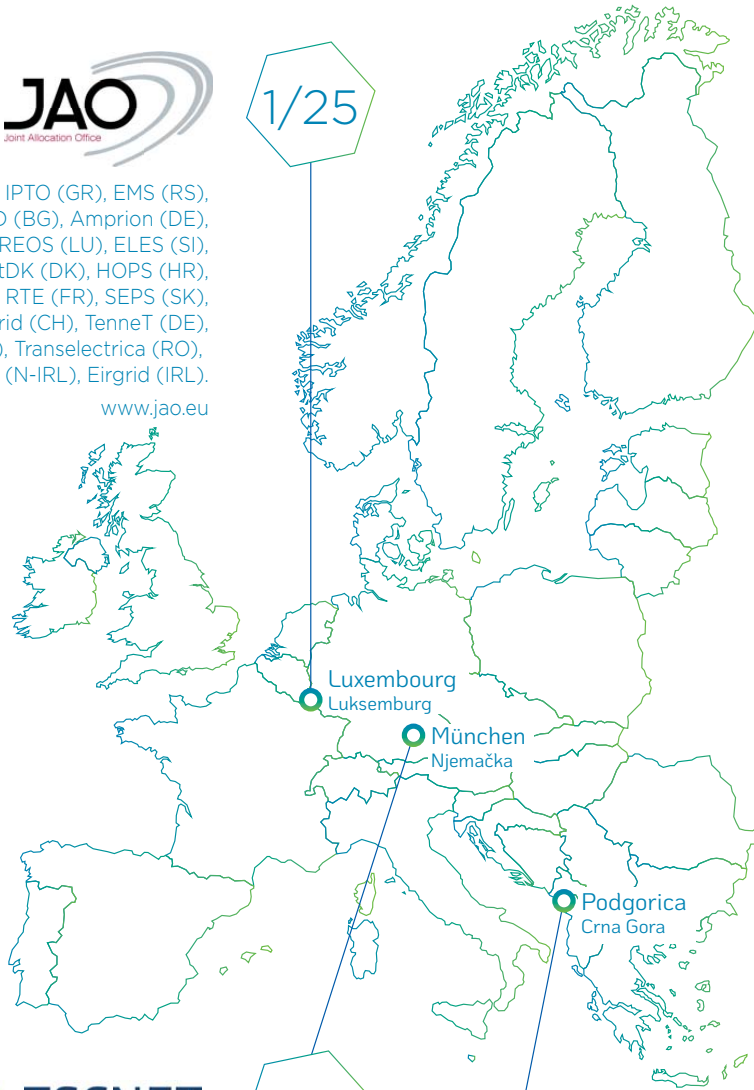 JAO
Joint Allocation Office
1/25
IPTO (GR), EMS (RS),
(BG), Amprion (DE),
REOS (LU), ELES (SI),
tDK (DK), HOPS (HR),
RTE (FR), SEPS (SK),
rid (CH), TenneT (DE),
), Transelectrica (RO),
(N-IRL), Eirgrid (IRL).
www.jao.eu
Luxembourg
Luksemburg
München
Njemačka
Podgorica
Crna Gora